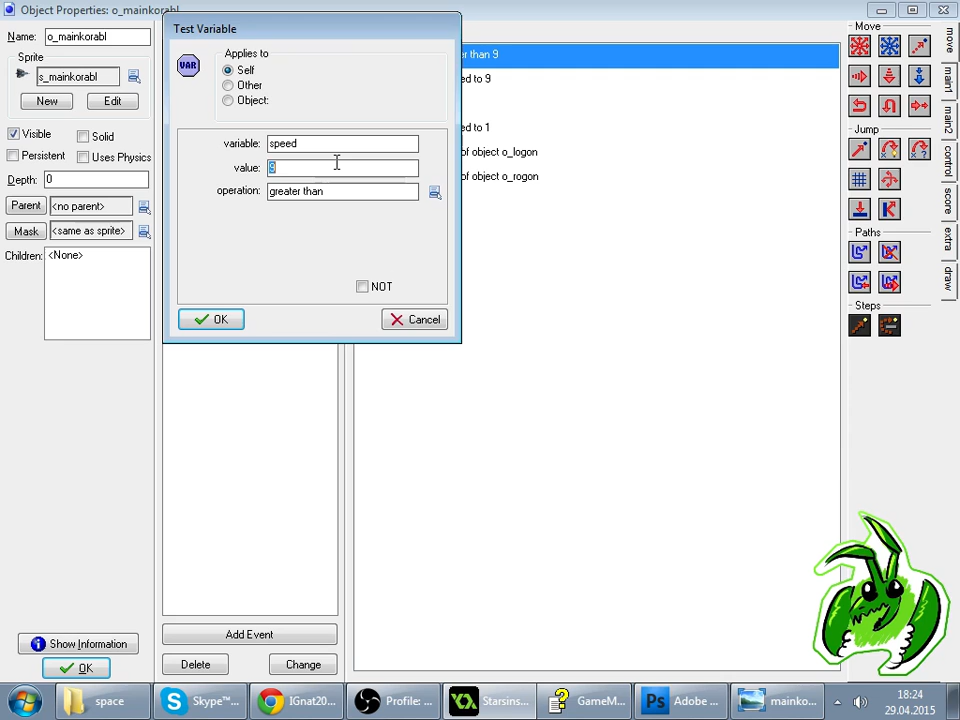 Object Properties: o_mainkorabl
Name: o_mainkorabl
Sprite
s_mainkorabl
New Edit
Visible Solid
Persistent Uses Physics
Depth: 0
Parent <no parent>
Mask <same as sprite>
Children: <None>
Show Information
OK
Test Variable
VAR
Applies to
Self
Other
Object:
variable: speed
value: 9
operation: greater than
NOT
OK Cancel
Add Event
Delete Change
er than 9
ed to 9
ed to 1
of object o_logon
of object o_rogon
Move
Jump
Paths
Steps
move
main1
main2
control
score
extra
draw
space
Skype™...
IGnat20...
Profile: ...
Starsins...
GameM...
Ps Adobe ...
mainko...
18:24
29.04.2015